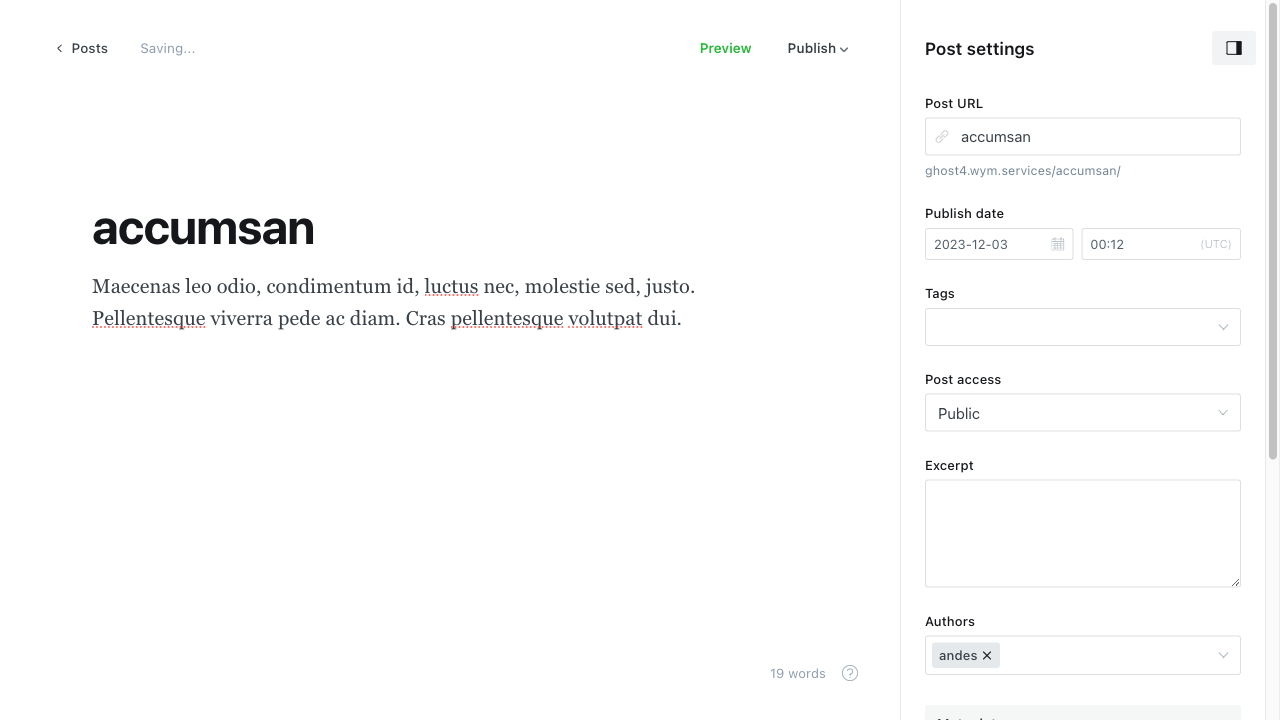 Posts
Saving...
Preview
Publish
Post settings
Post URL
accumsan
ghost4.wym.services/accumsan/
Publish date
2023-12-03
00:12
(UTC)
Tags
Post access
Public
Excerpt
Authors
andes
accumsan
Maecenas leo odio, condimentum id, luctus nec, molestie sed, justo.
Pellentesque viverra pede ac diam. Cras pellentesque volutpat dui.
19 words
?